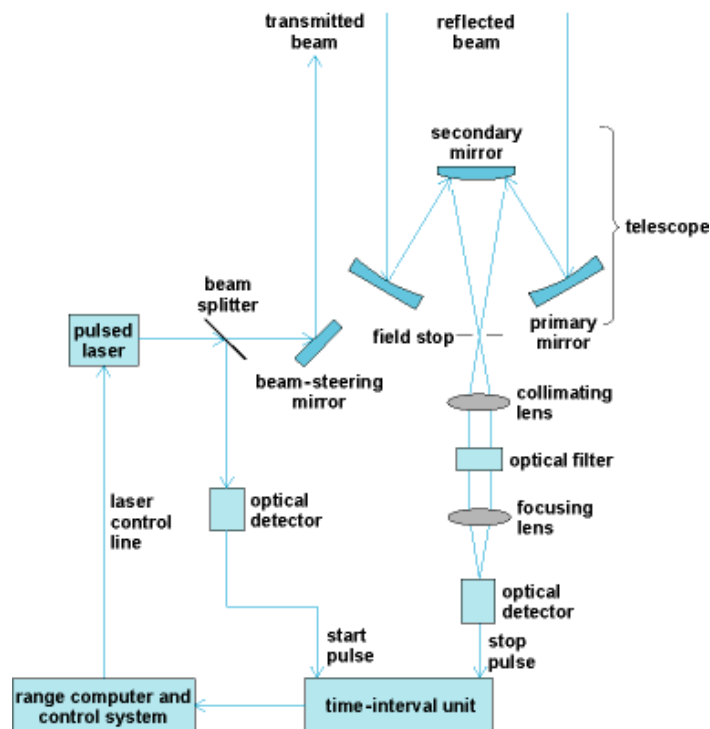 transmitted
beam
reflected
beam
secondary
mirror
telescope
beam
splitter
pulsed
laser
field stop
primary
mirror
beam-steering
mirror
collimating
lens
optical filter
laser
control
line
optical
detector
focusing
lens
optical
detector
start
pulse
stop
pulse
range computer and
control system
time-interval unit